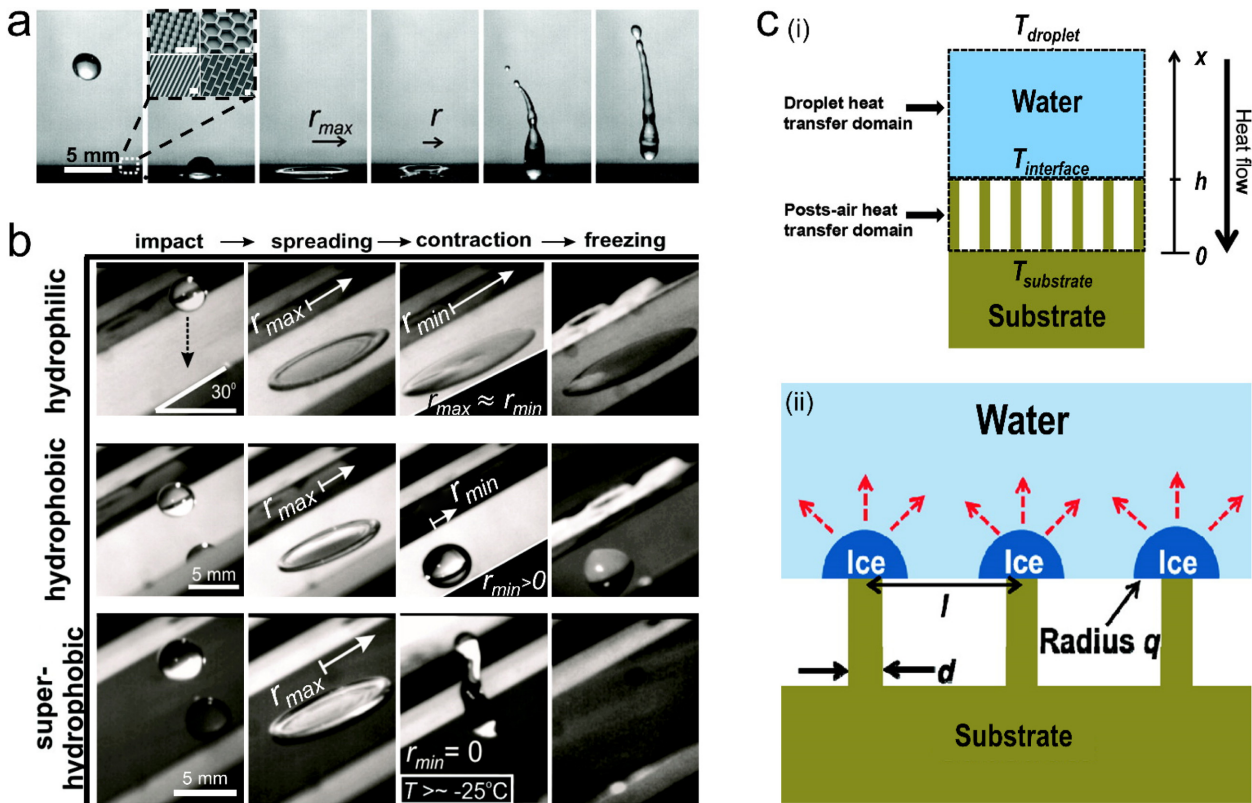 a
5 mm
r max
r
b
impact → spreading → contraction → freezing
hydrophilic
30⁰
r max
r min
r max ≈ r min
hydrophobic
5 mm
r max
r min
r min>0
super-
hydrophobic
5 mm
r max
r min = 0
T >~ -25°C
c (i)
T droplet
x
Droplet heat
transfer domain
Water
T interface
h
Heat flow
Posts-air heat
transfer domain
0
T substrate
Substrate
(ii)
Water
Ice
Ice
Ice
l
Radius q
d
Substrate